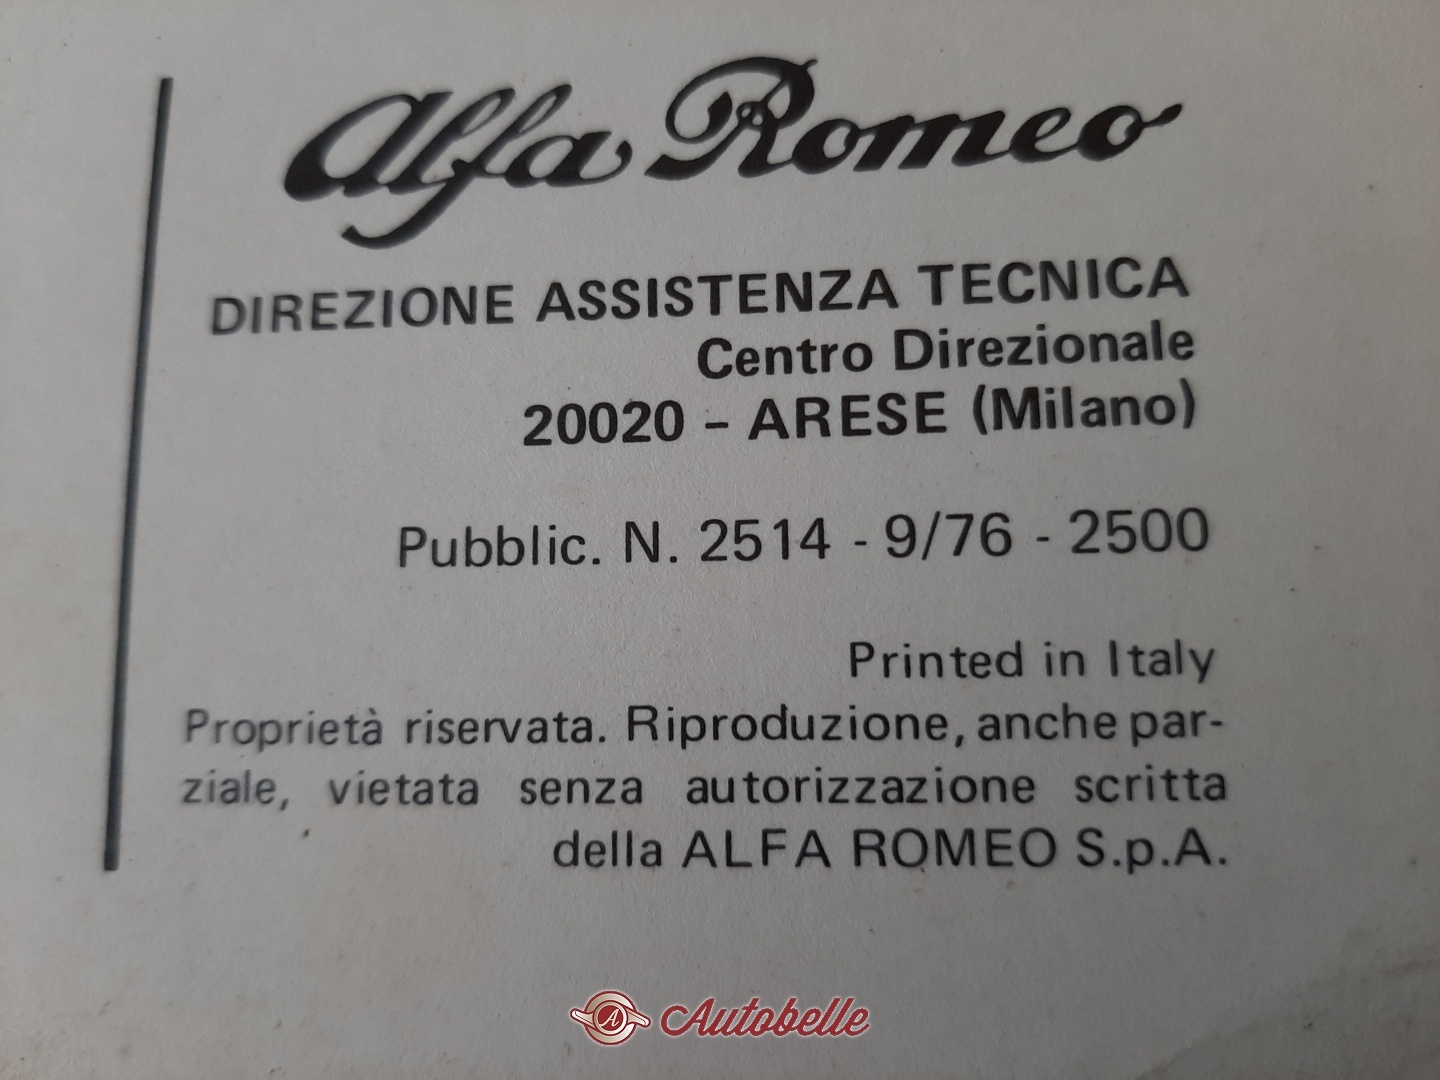 Alfa Romeo
DIREZIONE ASSISTENZA TECNICA
Centro Direzionale
20020 - ARESE (Milano)
Pubblic. N. 2514 - 9/76 - 2500
Printed in Italy
Proprietà riservata. Riproduzione, anche par-
ziale, vietata senza autorizzazione scritta
della ALFA ROMEO S.p.A.
A Autobelle